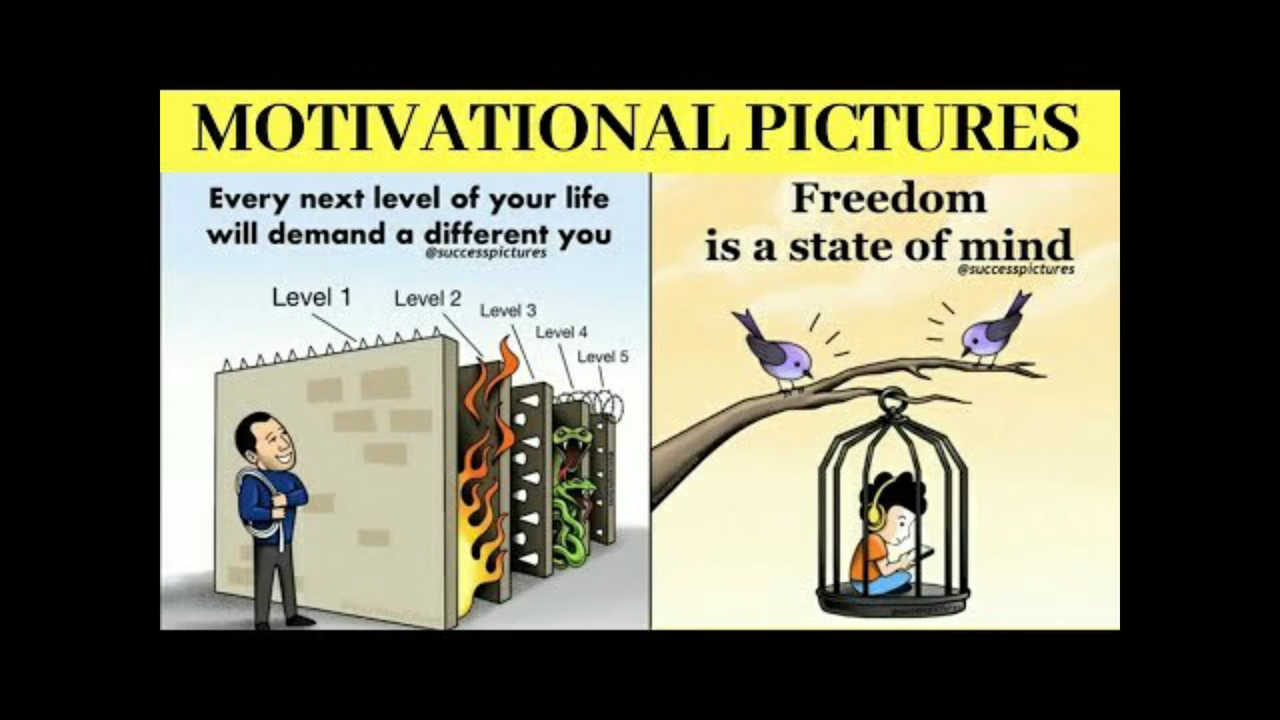 MOTIVATIONAL PICTURES
Every next level of your life
will demand a different you
@successpictures
Level 1
Level 2
Level 3
Level 4
Level 5
Freedom
is a state of mind
@successpictures